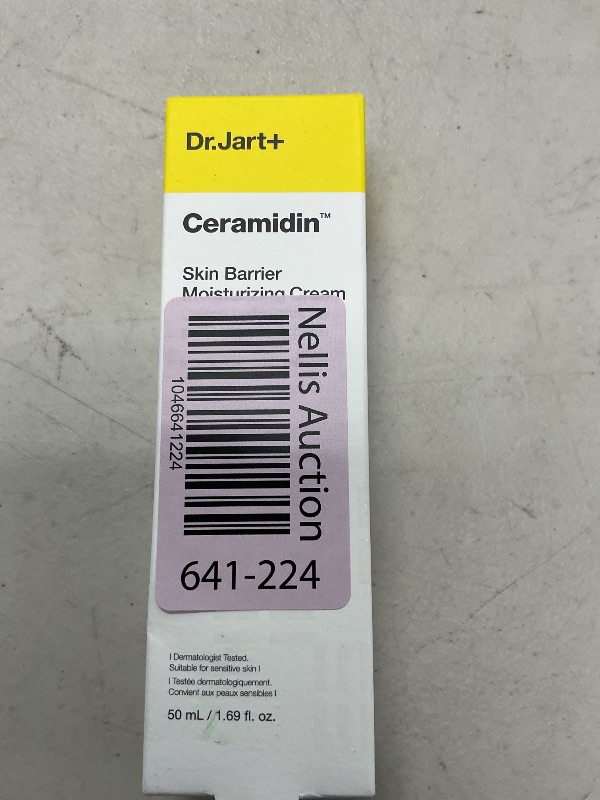 Dr.Jart+
Ceramidin™
Skin Barrier
Moisturizing Cream
Nellis Auction
1046641224
641-224
| Dermatologist Tested.
Suitable for sensitive skin |
| Testée dermatologiquement.
Convient aux peaux sensibles |
50 mL / 1.69 fl. oz.